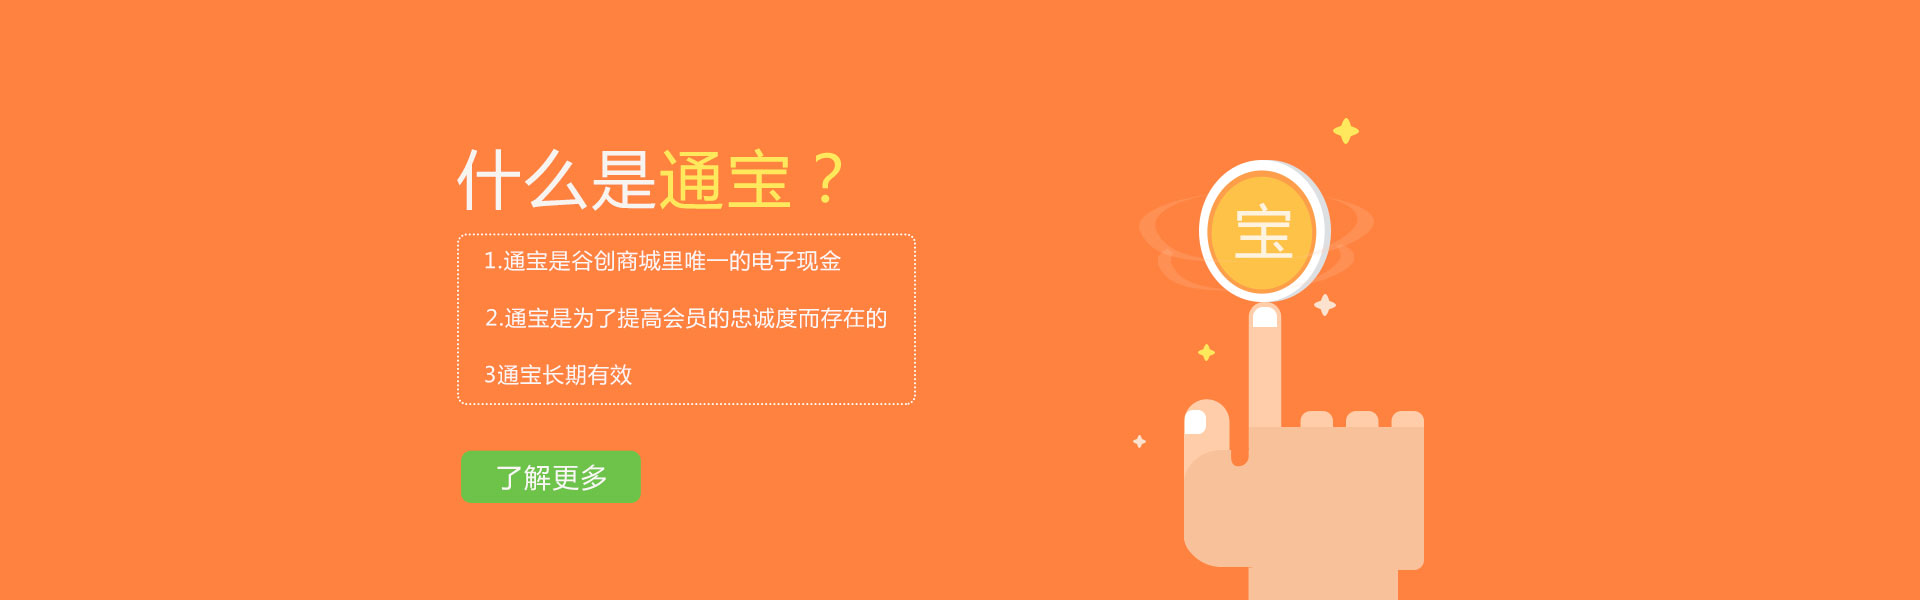 什么是通宝？
1.通宝是谷创商城里唯一的电子现金
2.通宝是为了提高会员的忠诚度而存在的
3通宝长期有效
了解更多
宝